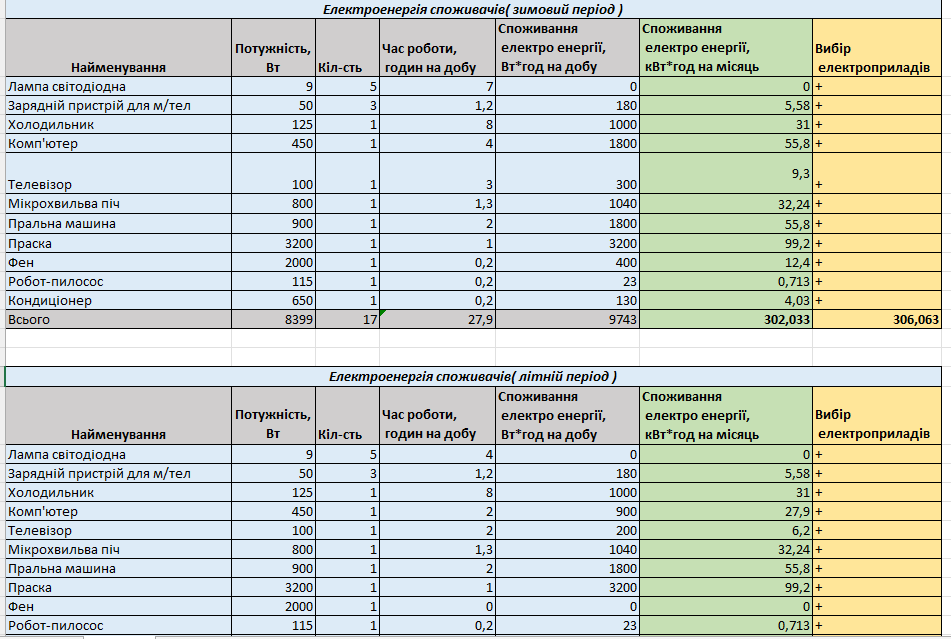 Електроенергія споживачів( зимовий період )
Найменування Потужність, Вт Кіл-сть Час роботи, годин на добу Споживання електро енергії, Вт*год на добу Споживання електро енергії, кВт*год на місяць Вибір електроприладів
Лампа світодіодна 9 5 7 0 0 +
Зарядній пристрій для м/тел 50 3 1,2 180 5,58 +
Холодильник 125 1 8 1000 31 +
Комп'ютер 450 1 4 1800 55,8 +
Телевізор 100 1 3 300 9,3 +
Мікрохвильва піч 800 1 1,3 1040 32,24 +
Пральна машина 900 1 2 1800 55,8 +
Праска 3200 1 1 3200 99,2 +
Фен 2000 1 0,2 400 12,4 +
Робот-пилосос 115 1 0,2 23 0,713 +
Кондиціонер 650 1 0,2 130 4,03 +
Всього 8399 17 27,9 9743 302,033 306,063
Електроенергія споживачів( літній період )
Найменування Потужність, Вт Кіл-сть Час роботи, годин на добу Споживання електро енергії, Вт*год на добу Споживання електро енергії, кВт*год на місяць Вибір електроприладів
Лампа світодіодна 9 5 4 0 0 +
Зарядній пристрій для м/тел 50 3 1,2 180 5,58 +
Холодильник 125 1 8 1000 31 +
Комп'ютер 450 1 2 900 27,9 +
Телевізор 100 1 2 200 6,2 +
Мікрохвильва піч 800 1 1,3 1040 32,24 +
Пральна машина 900 1 2 1800 55,8 +
Праска 3200 1 1 3200 99,2 +
Фен 2000 1 0 0 0 +
Робот-пилосос 115 1 0,2 23 0,713 +